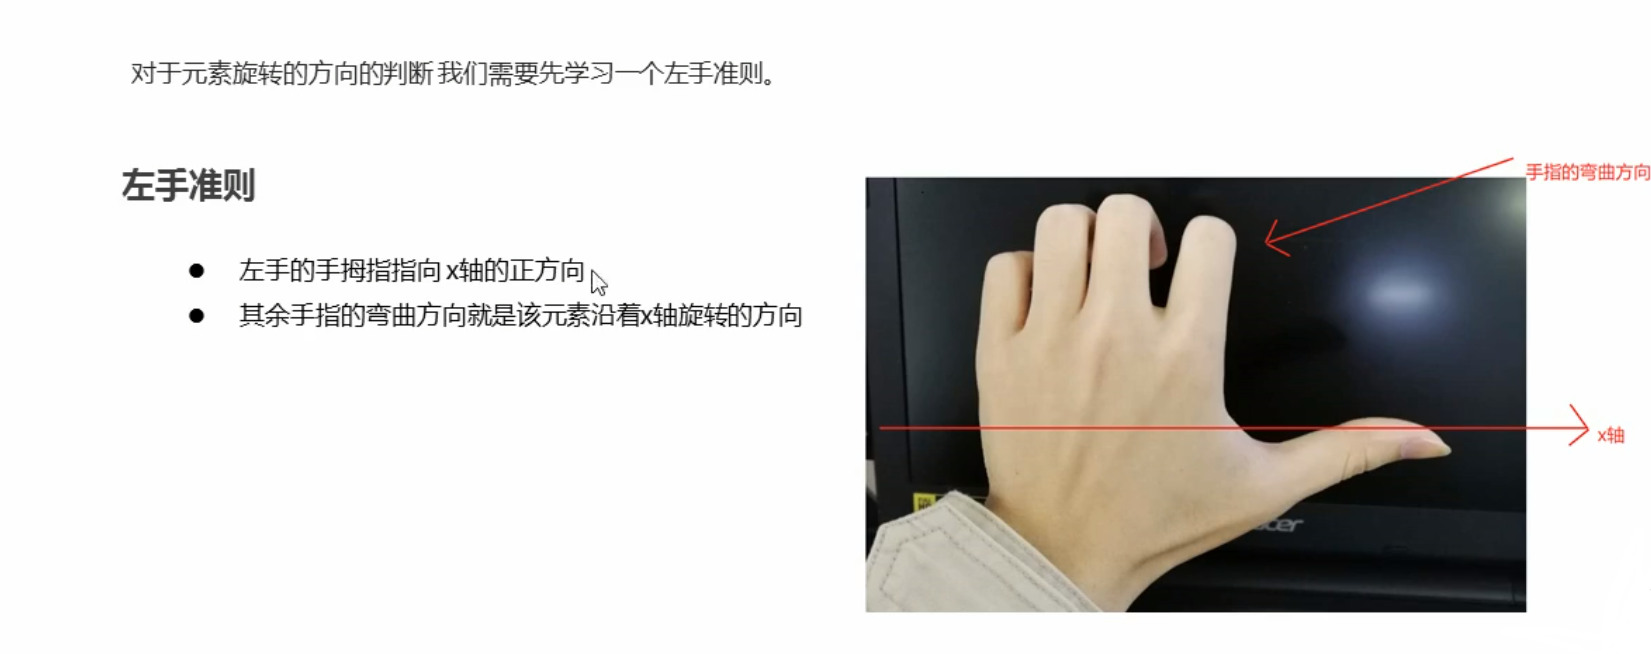 对于元素旋转的方向的判断 我们需要先学习一个左手准则。
左手准则
● 左手的手拇指指向 x轴的正方向
● 其余手指的弯曲方向就是该元素沿着x轴旋转的方向
手指的弯曲方向
x轴